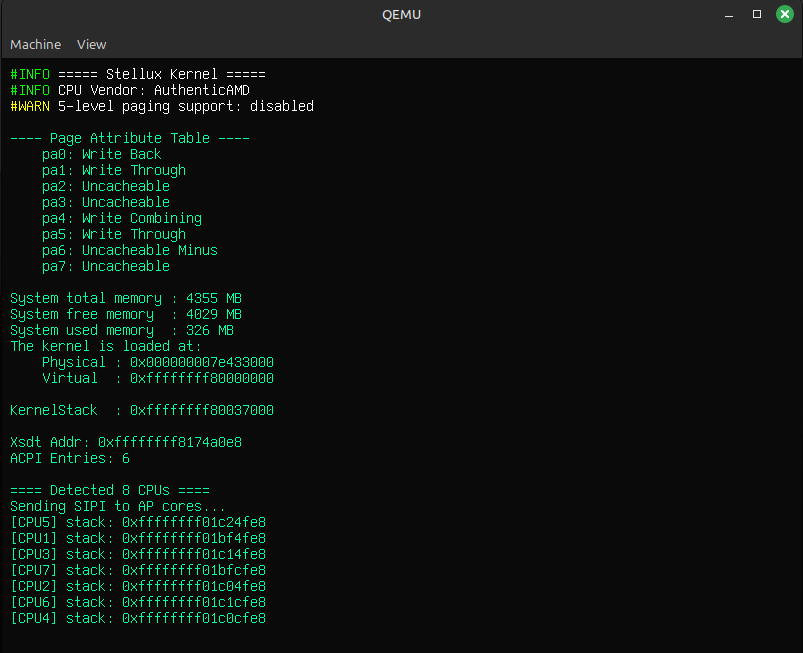 QEMU
Machine View
#INFO ===== Stellux Kernel =====
#INFO CPU Vendor: AuthenticAMD
#WARN 5-level paging support: disabled
---- Page Attribute Table ----
pa0: Write Back
pa1: Write Through
pa2: Uncacheable
pa3: Uncacheable
pa4: Write Combining
pa5: Write Through
pa6: Uncacheable Minus
pa7: Uncacheable
System total memory : 4355 MB
System free memory  : 4029 MB
System used memory  : 326 MB
The kernel is loaded at:
Physical : 0x000000007e433000
Virtual  : 0xffffffff80000000
KernelStack  : 0xffffffff80037000
Xsdt Addr: 0xffffffff8174a0e8
ACPI Entries: 6
==== Detected 8 CPUs ====
Sending SIPI to AP cores...
[CPU5] stack: 0xffffffff01c24fe8
[CPU1] stack: 0xffffffff01bf4fe8
[CPU3] stack: 0xffffffff01c14fe8
[CPU7] stack: 0xffffffff01bfcfe8
[CPU2] stack: 0xffffffff01c04fe8
[CPU6] stack: 0xffffffff01c1cfe8
[CPU4] stack: 0xffffffff01c0cfe8